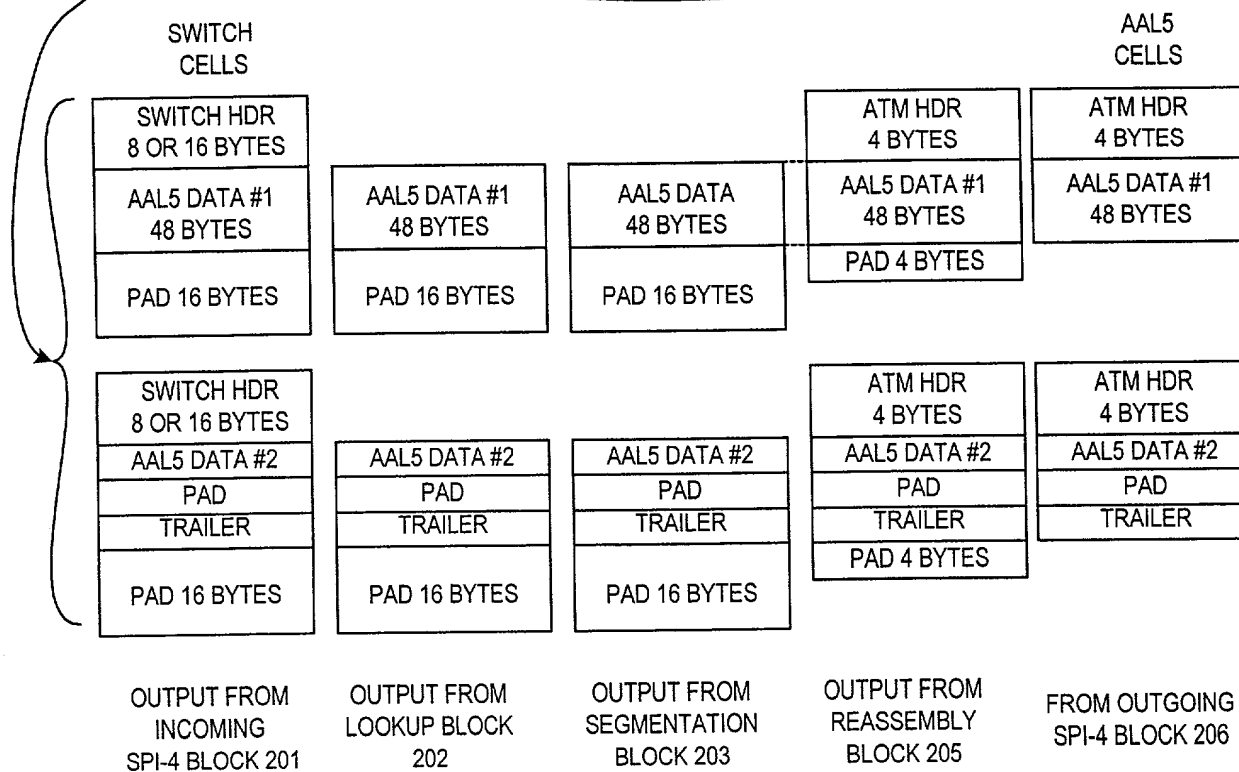 SWITCH
CELLS
AAL5
CELLS
SWITCH HDR
8 OR 16 BYTES
AAL5 DATA #1
48 BYTES
PAD 16 BYTES
AAL5 DATA #1
48 BYTES
PAD 16 BYTES
AAL5 DATA
48 BYTES
PAD 16 BYTES
ATM HDR
4 BYTES
AAL5 DATA #1
48 BYTES
PAD 4 BYTES
ATM HDR
4 BYTES
AAL5 DATA #1
48 BYTES
SWITCH HDR
8 OR 16 BYTES
AAL5 DATA #2
PAD
TRAILER
PAD 16 BYTES
AAL5 DATA #2
PAD
TRAILER
PAD 16 BYTES
AAL5 DATA #2
PAD
TRAILER
PAD 16 BYTES
ATM HDR
4 BYTES
AAL5 DATA #2
PAD
TRAILER
PAD 4 BYTES
ATM HDR
4 BYTES
AAL5 DATA #2
PAD
TRAILER
OUTPUT FROM
INCOMING
SPI-4 BLOCK 201
OUTPUT FROM
LOOKUP BLOCK
202
OUTPUT FROM
SEGMENTATION
BLOCK 203
OUTPUT FROM
REASSEMBLY
BLOCK 205
FROM OUTGOING
SPI-4 BLOCK 206